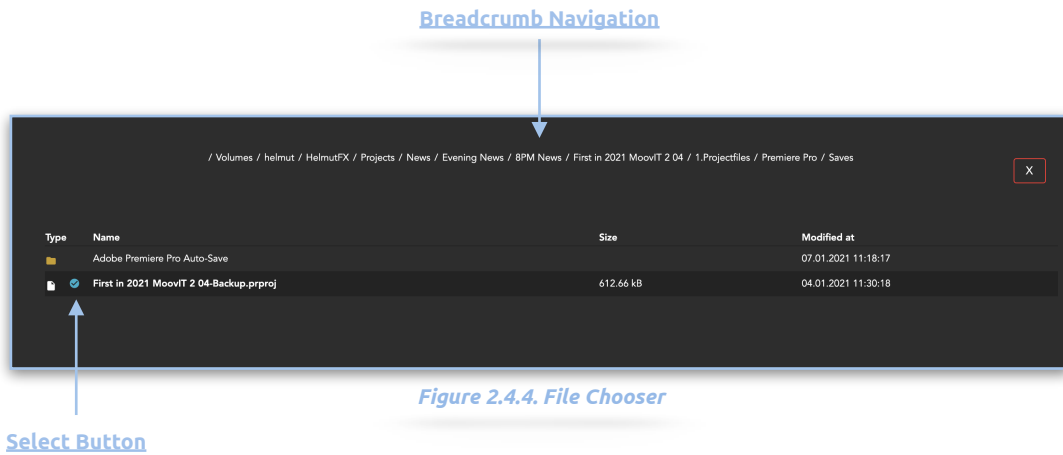 Breadcrumb Navigation
/ Volumes / helmut / HelmutFX / Projects / News / Evening News / 8PM News / First in 2021 MoovIT 2 04 / 1.Projectfiles / Premiere Pro / Saves
X
Type Name Size Modified at
Adobe Premiere Pro Auto-Save 07.01.2021 11:18:17
First in 2021 MoovIT 2 04-Backup.prproj 612.66 kB 04.01.2021 11:30:18
Figure 2.4.4. File Chooser
Select Button